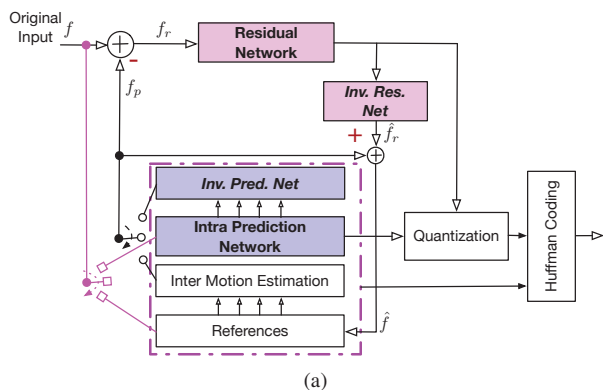 Original
Input
f
f_r
Residual
Network
−
f_p
Inv. Res.
Net
+
f̂_r
Inv. Pred. Net
Intra Prediction
Network
Quantization
Huffman Coding
Inter Motion Estimation
References
f̂
(a)